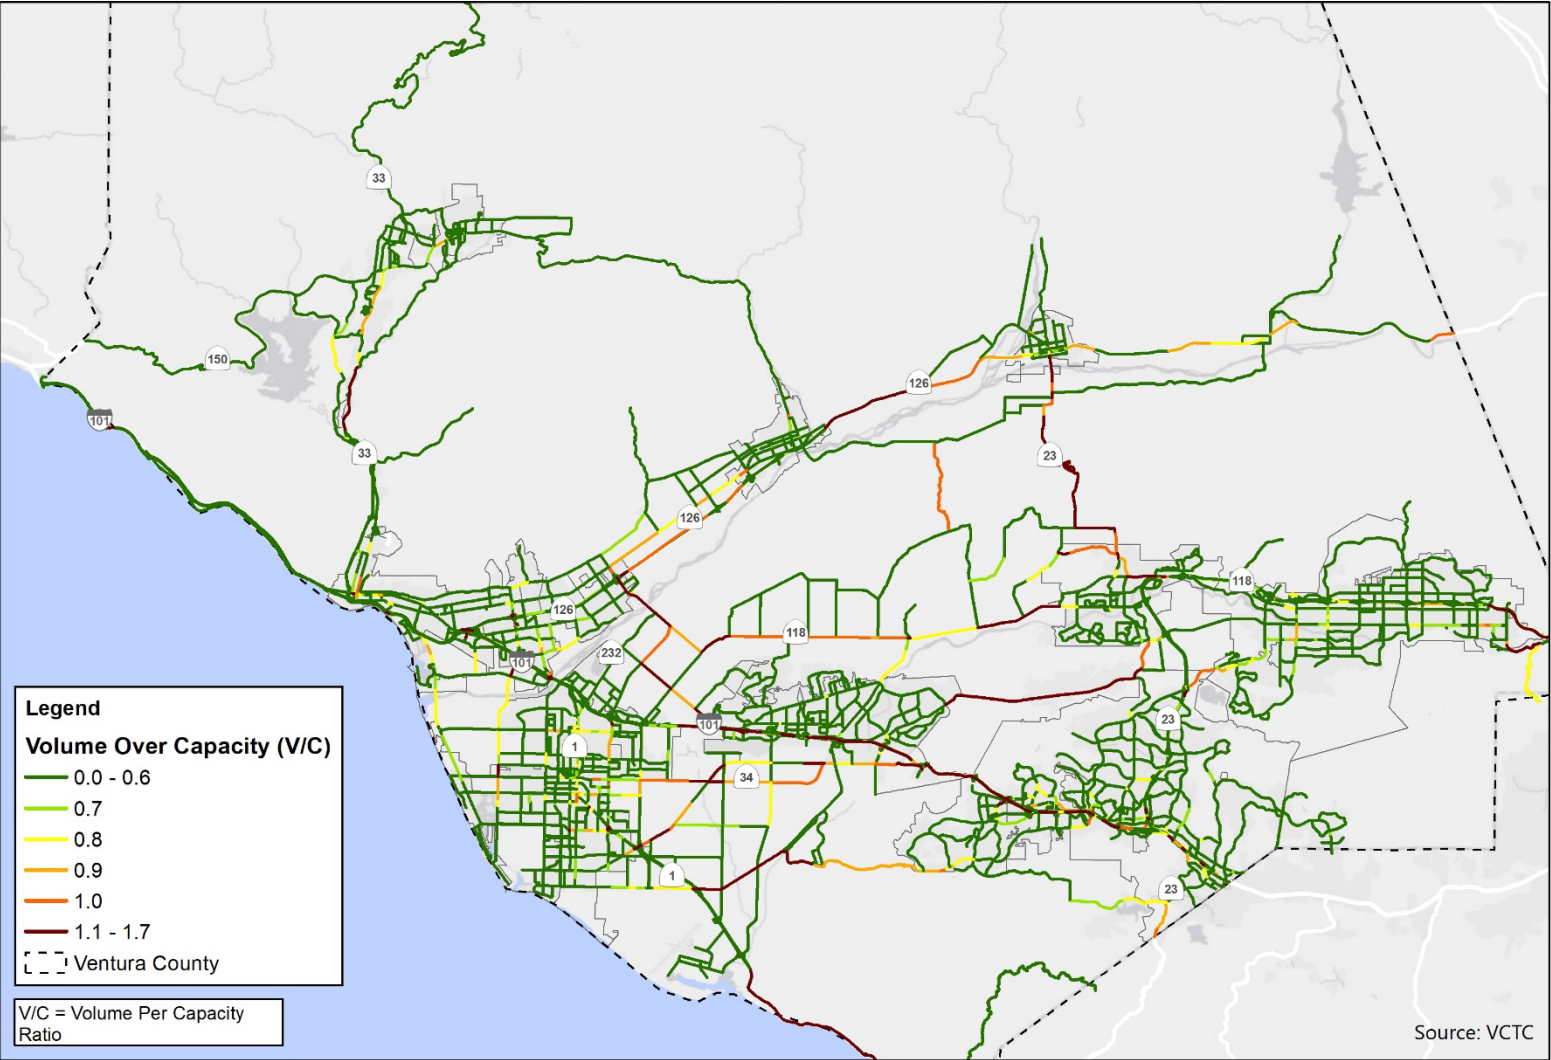 33
150
101
33
126
23
126
118
126
118
232
101
101
23
1
34
1
23
Legend
Volume Over Capacity (V/C)
0.0 - 0.6
0.7
0.8
0.9
1.0
1.1 - 1.7
Ventura County
V/C = Volume Per Capacity
Ratio
Source: VCTC